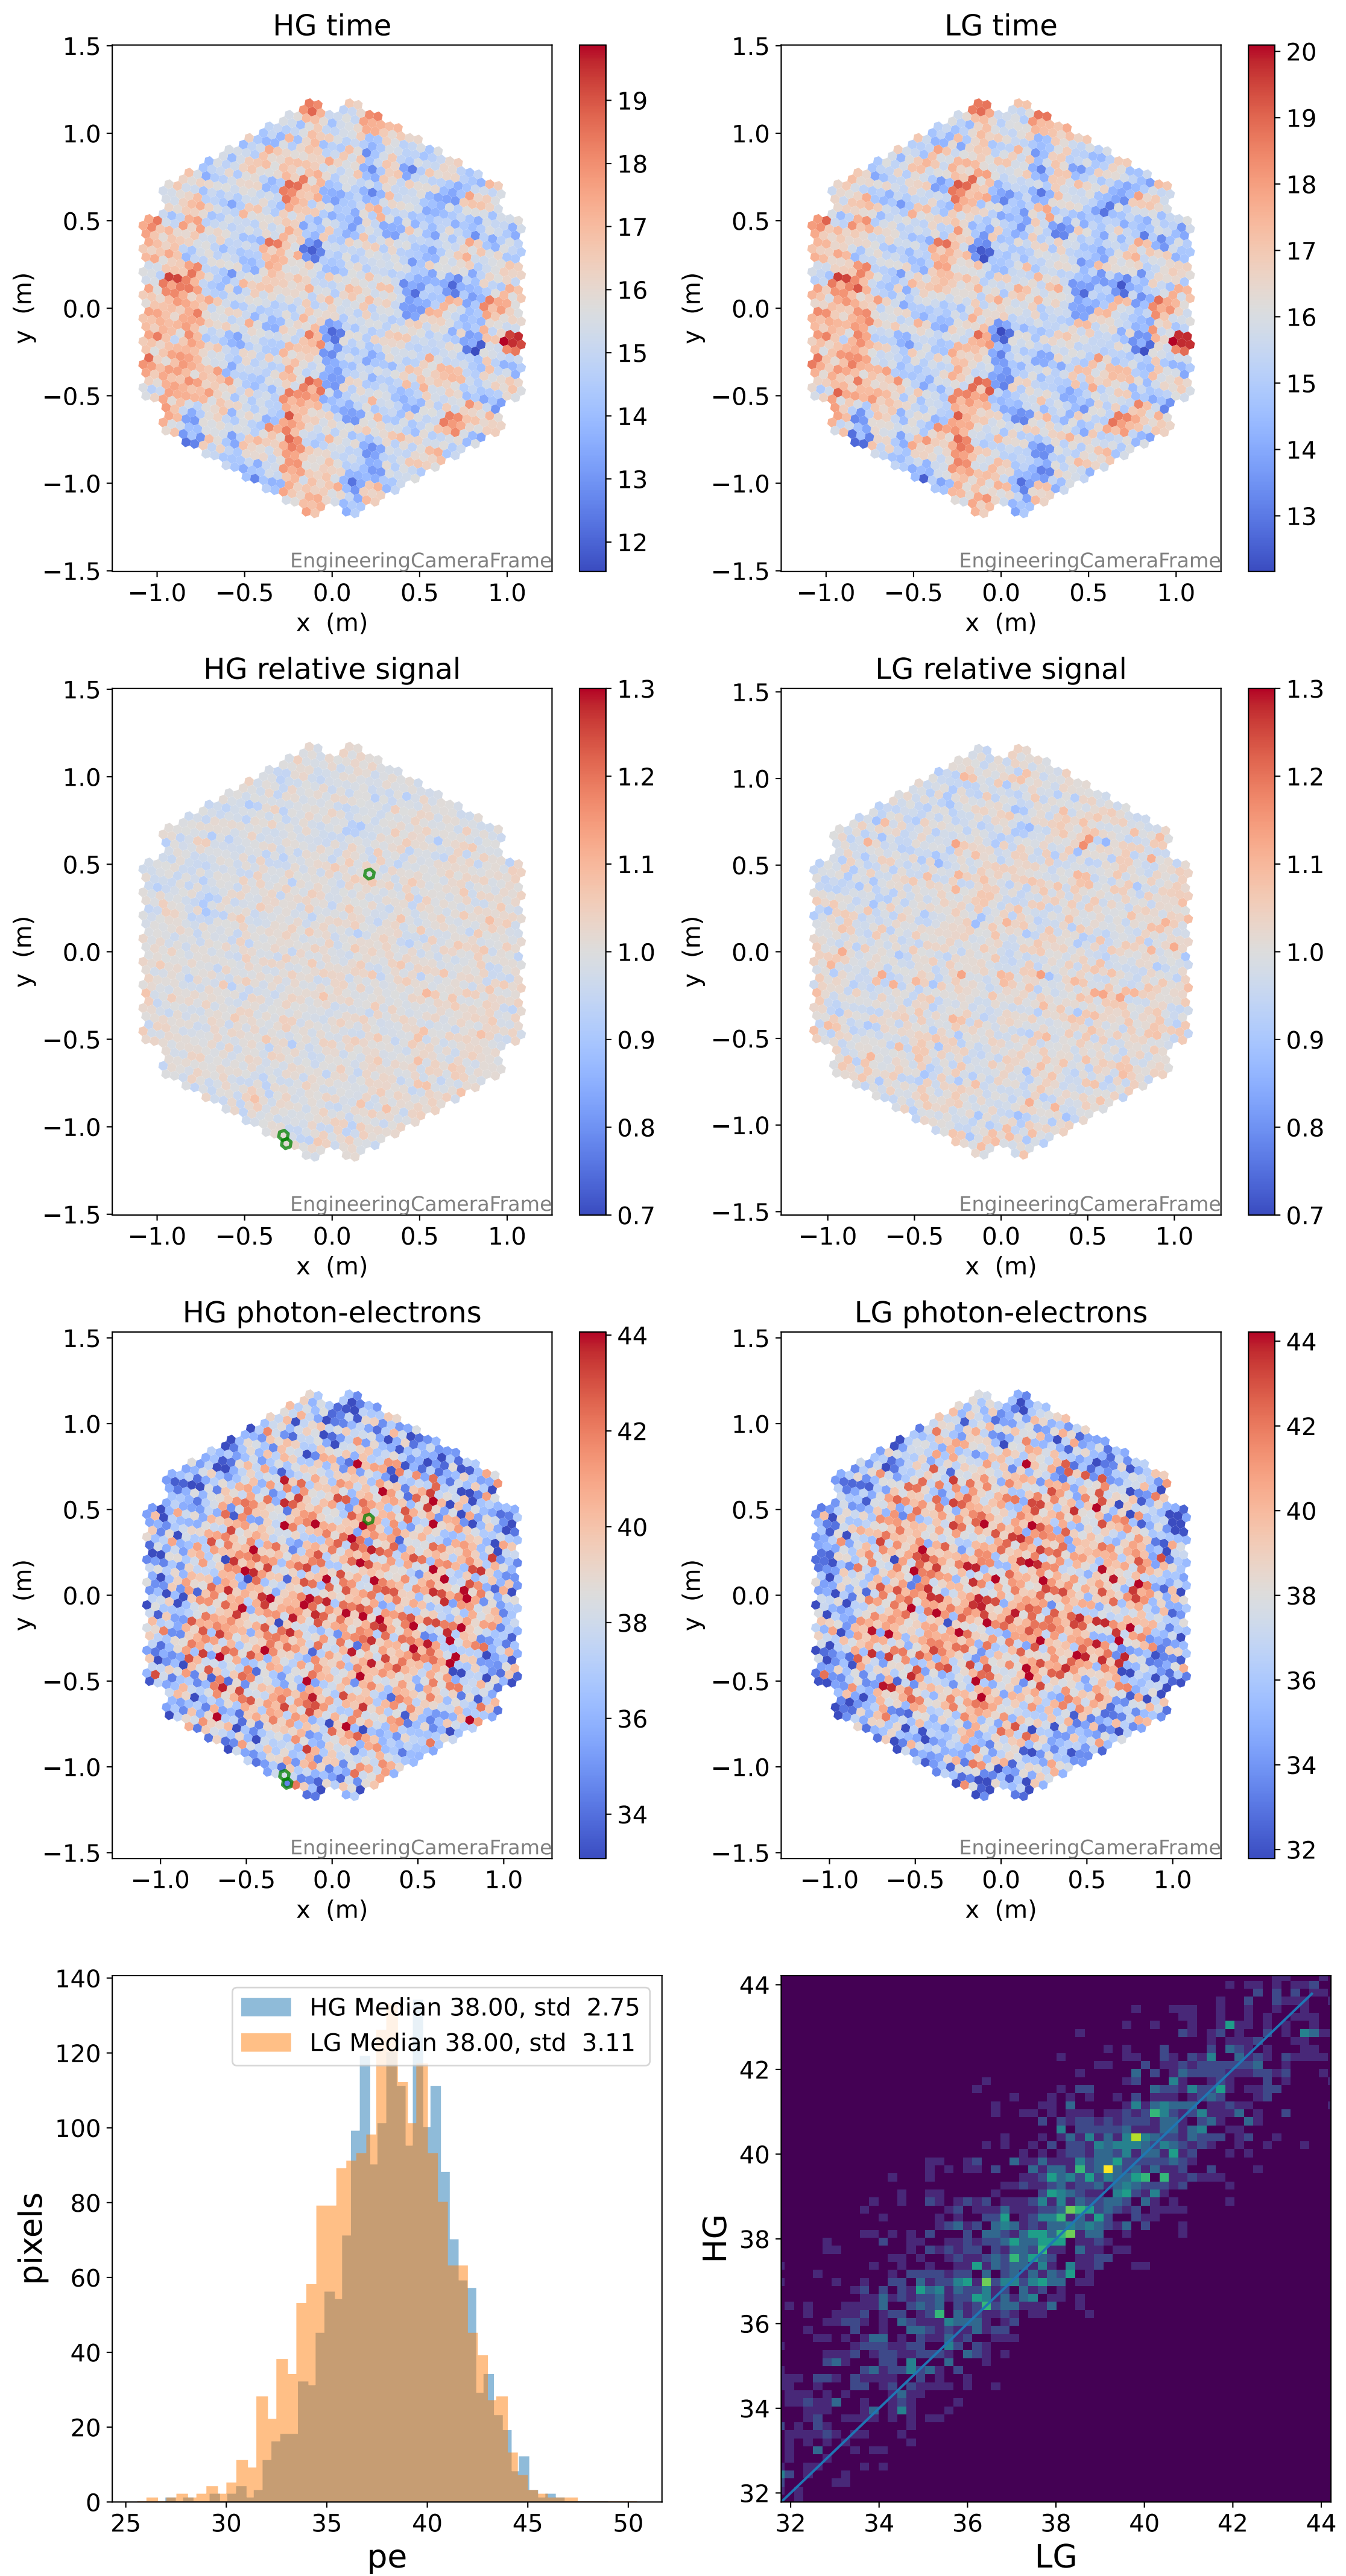 HG time
LG time
1.5
1.0
0.5
0.0
−0.5
−1.0
−1.5
y (m)
−1.0 −0.5 0.0 0.5 1.0
x (m)
EngineeringCameraFrame
19
18
17
16
15
14
13
12
1.5
1.0
0.5
0.0
−0.5
−1.0
−1.5
y (m)
−1.0 −0.5 0.0 0.5 1.0
x (m)
EngineeringCameraFrame
20
19
18
17
16
15
14
13
HG relative signal
LG relative signal
1.5
1.0
0.5
0.0
−0.5
−1.0
−1.5
y (m)
−1.0 −0.5 0.0 0.5 1.0
x (m)
EngineeringCameraFrame
1.3
1.2
1.1
1.0
0.9
0.8
0.7
1.5
1.0
0.5
0.0
−0.5
−1.0
−1.5
y (m)
−1.0 −0.5 0.0 0.5 1.0
x (m)
EngineeringCameraFrame
1.3
1.2
1.1
1.0
0.9
0.8
0.7
HG photon-electrons
LG photon-electrons
1.5
1.0
0.5
0.0
−0.5
−1.0
−1.5
y (m)
−1.0 −0.5 0.0 0.5 1.0
x (m)
EngineeringCameraFrame
44
42
40
38
36
34
1.5
1.0
0.5
0.0
−0.5
−1.0
−1.5
y (m)
−1.0 −0.5 0.0 0.5 1.0
x (m)
EngineeringCameraFrame
44
42
40
38
36
34
32
140
120
100
80
60
40
20
0
pixels
HG Median 38.00, std 2.75
LG Median 38.00, std 3.11
25 30 35 40 45 50
pe
44
42
40
38
36
34
32
HG
32 34 36 38 40 42 44
LG